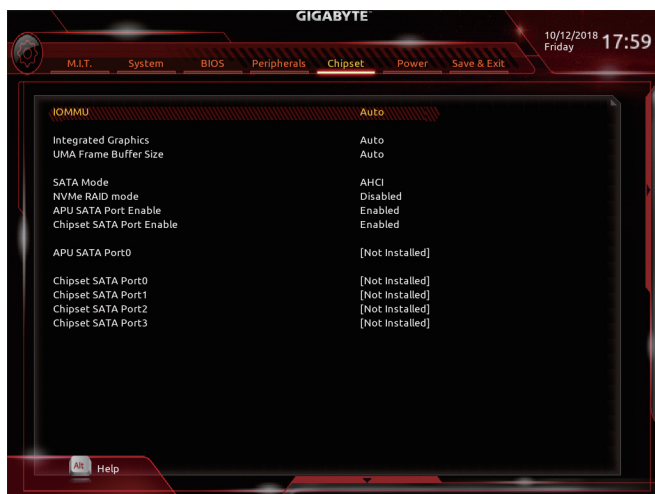 GIGABYTE™
10/12/2018
Friday
17:59
M.I.T. System BIOS Peripherals Chipset Power Save & Exit
IOMMU Auto
Integrated Graphics Auto
UMA Frame Buffer Size Auto
SATA Mode AHCI
NVMe RAID mode Disabled
APU SATA Port Enable Enabled
Chipset SATA Port Enable Enabled
APU SATA Port0 [Not Installed]
Chipset SATA Port0 [Not Installed]
Chipset SATA Port1 [Not Installed]
Chipset SATA Port2 [Not Installed]
Chipset SATA Port3 [Not Installed]
Alt Help